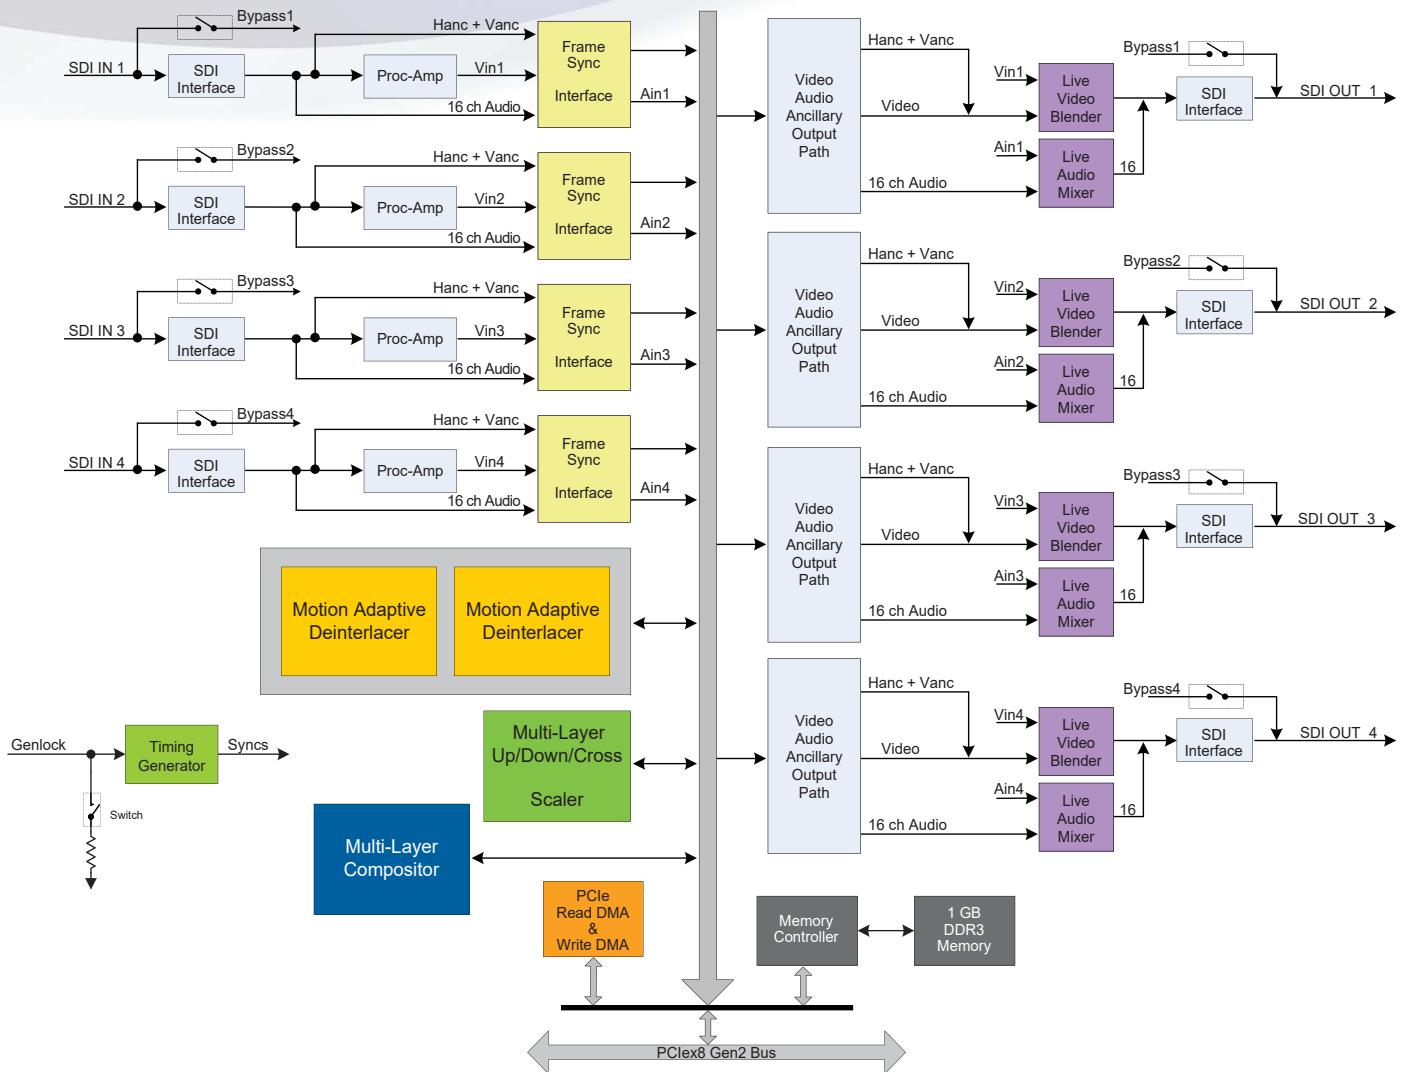 Bypass1
Hanc + Vanc
SDI IN 1
SDI
Interface
Proc-Amp
Vin1
16 ch Audio
Frame
Sync
Interface
Ain1
Bypass2
Hanc + Vanc
SDI IN 2
SDI
Interface
Proc-Amp
Vin2
16 ch Audio
Frame
Sync
Interface
Ain2
Bypass3
Hanc + Vanc
SDI IN 3
SDI
Interface
Proc-Amp
Vin3
16 ch Audio
Frame
Sync
Interface
Ain3
Bypass4
Hanc + Vanc
SDI IN 4
SDI
Interface
Proc-Amp
Vin4
16 ch Audio
Frame
Sync
Interface
Ain4
Motion Adaptive
Deinterlacer
Motion Adaptive
Deinterlacer
Genlock
Timing
Generator
Syncs
Switch
Multi-Layer
Up/Down/Cross
Scaler
Multi-Layer
Compositor
PCIe
Read DMA
&
Write DMA
Memory
Controller
1 GB
DDR3
Memory
PCIex8 Gen2 Bus
Video
Audio
Ancillary
Output
Path
Hanc + Vanc
Video
16 ch Audio
Vin1
Live
Video
Blender
Ain1
Live
Audio
Mixer
16
Bypass1
SDI
Interface
SDI OUT 1
Video
Audio
Ancillary
Output
Path
Hanc + Vanc
Video
16 ch Audio
Vin2
Live
Video
Blender
Ain2
Live
Audio
Mixer
16
Bypass2
SDI
Interface
SDI OUT 2
Video
Audio
Ancillary
Output
Path
Hanc + Vanc
Video
16 ch Audio
Vin3
Live
Video
Blender
Ain3
Live
Audio
Mixer
16
Bypass3
SDI
Interface
SDI OUT 3
Video
Audio
Ancillary
Output
Path
Hanc + Vanc
Video
16 ch Audio
Vin4
Live
Video
Blender
Ain4
Live
Audio
Mixer
16
Bypass4
SDI
Interface
SDI OUT 4